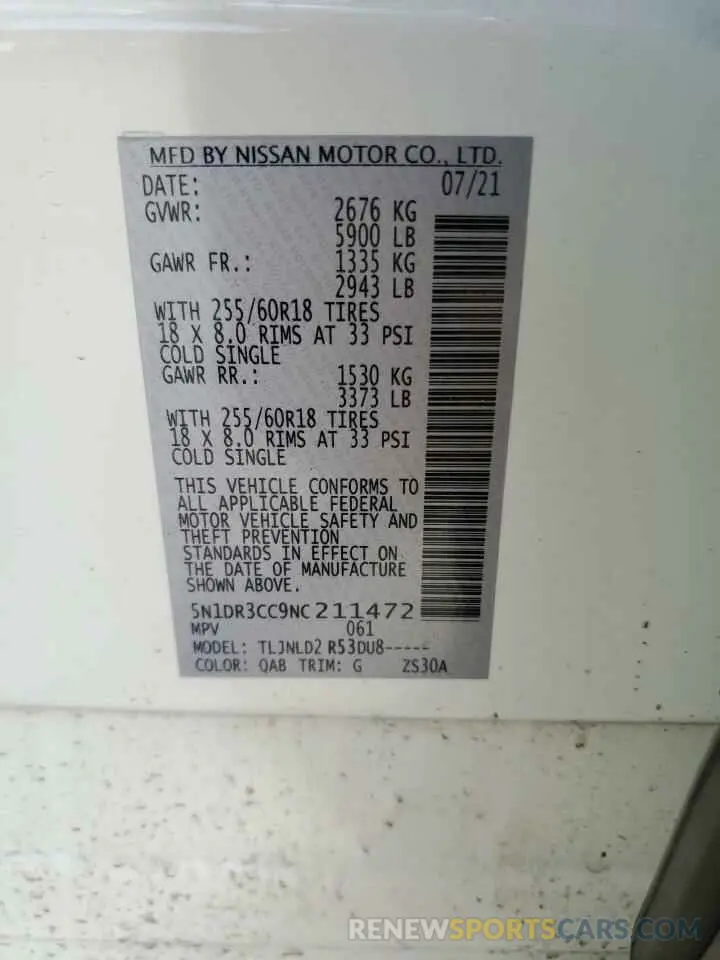 MFD BY NISSAN MOTOR CO., LTD.
DATE: 07/21
GVWR: 2676 KG
5900 LB
GAWR FR.: 1335 KG
2943 LB
WITH 255/60R18 TIRES
18 X 8.0 RIMS AT 33 PSI
COLD SINGLE
GAWR RR.: 1530 KG
3373 LB
WITH 255/60R18 TIRES
18 X 8.0 RIMS AT 33 PSI
COLD SINGLE
THIS VEHICLE CONFORMS TO
ALL APPLICABLE FEDERAL
MOTOR VEHICLE SAFETY AND
THEFT PREVENTION
STANDARDS IN EFFECT ON
THE DATE OF MANUFACTURE
SHOWN ABOVE.
5N1DR3CC9NC211472
MPV 061
MODEL: TLJNLD2 R53DU8-----
COLOR: QAB TRIM: G ZS30A
RENEWSPORTCARS.COM